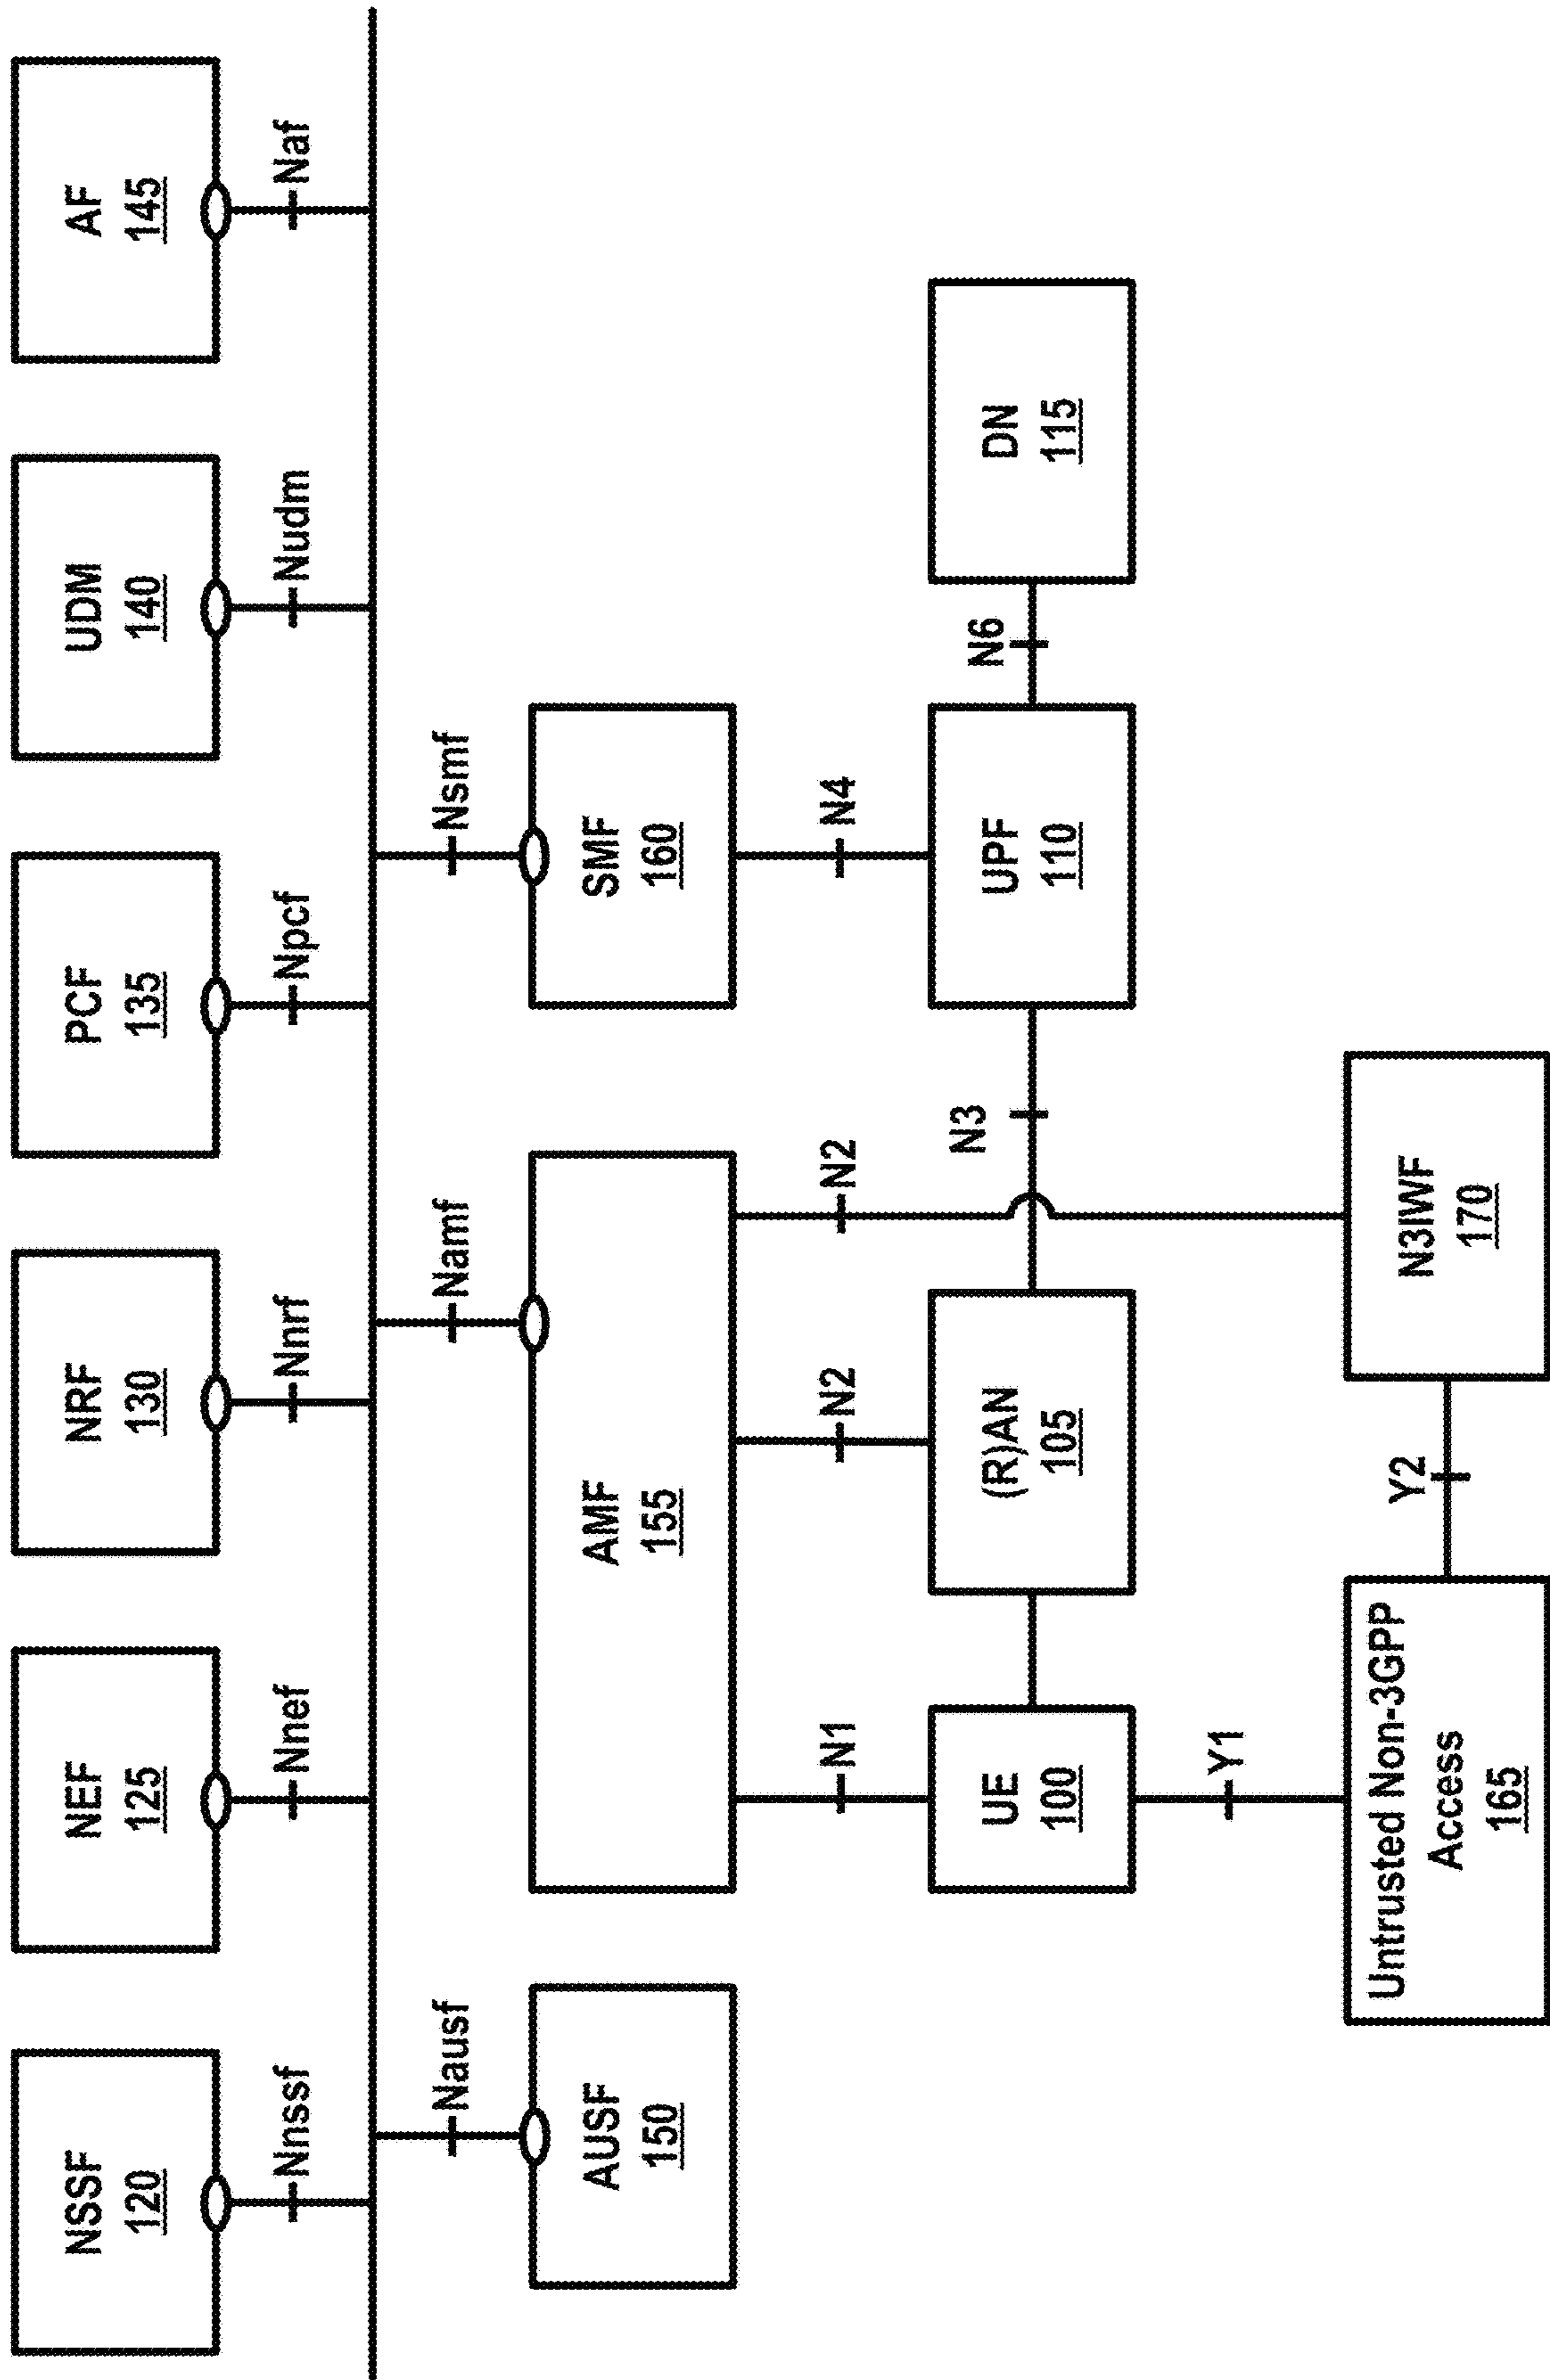 NSSF
120
NEF
125
NRF
130
PCF
135
UDM
140
AF
145
Nnssf
Nnef
Nnrf
Npcf
Nudm
Naf
Nausf
Namf
Nsmf
AUSF
150
AMF
155
SMF
160
N1
N2
N2
N4
UE
100
(R)AN
105
N3
UPF
110
N6
DN
115
Y1
Untrusted Non-3GPP
Access
165
Y2
N3IWF
170